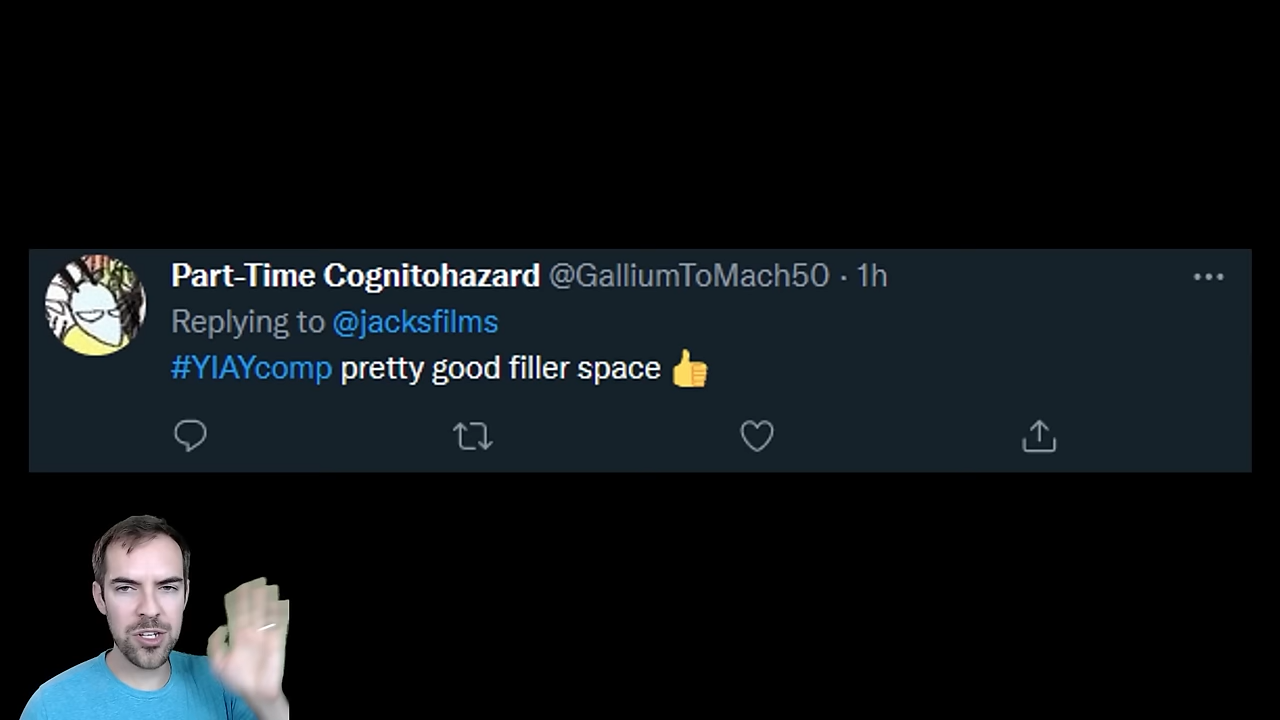 Part-Time Cognitohazard @GalliumToMach50 · 1h
Replying to @jacksfilms
#YIAYcomp pretty good filler space 👍